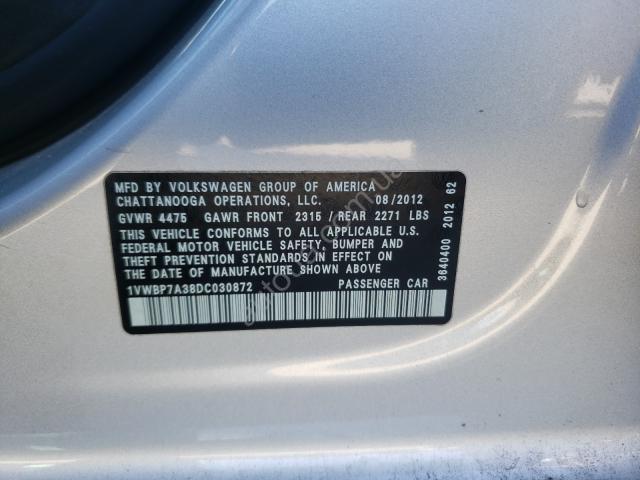 MFD BY VOLKSWAGEN GROUP OF AMERICA
CHATTANOOGA OPERATIONS, LLC. 08/2012
GVWR 4475 GAWR FRONT 2315 / REAR 2271 LBS
THIS VEHICLE CONFORMS TO ALL APPLICABLE U.S.
FEDERAL MOTOR VEHICLE SAFETY, BUMPER AND
THEFT PREVENTION STANDARDS IN EFFECT ON
THE DATE OF MANUFACTURE SHOWN ABOVE
1VWBP7A38DC030872 PASSENGER CAR
3640400 2012 62